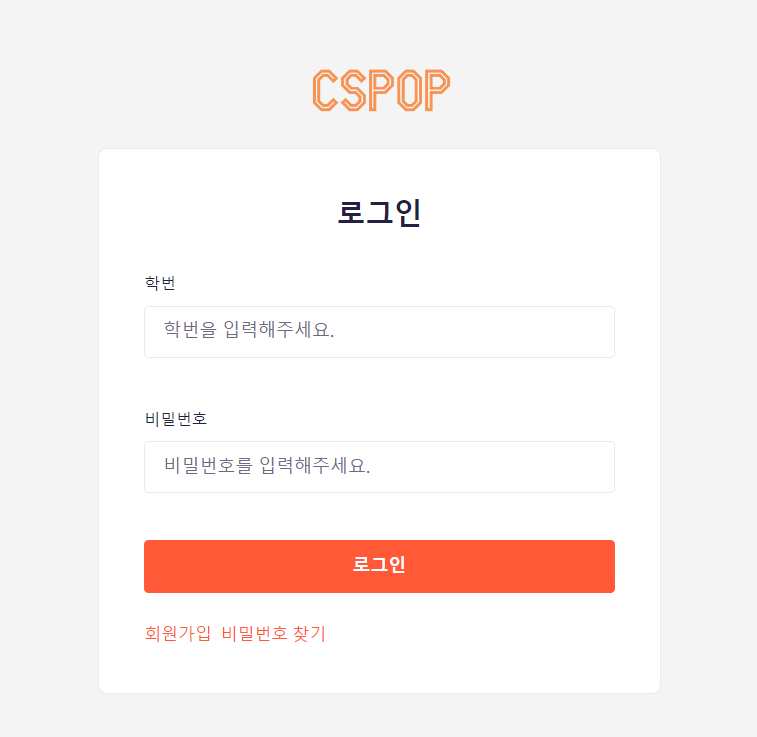 CSPOP
로그인
학번
학번을 입력해주세요.
비밀번호
비밀번호를 입력해주세요.
로그인
회원가입 비밀번호 찾기